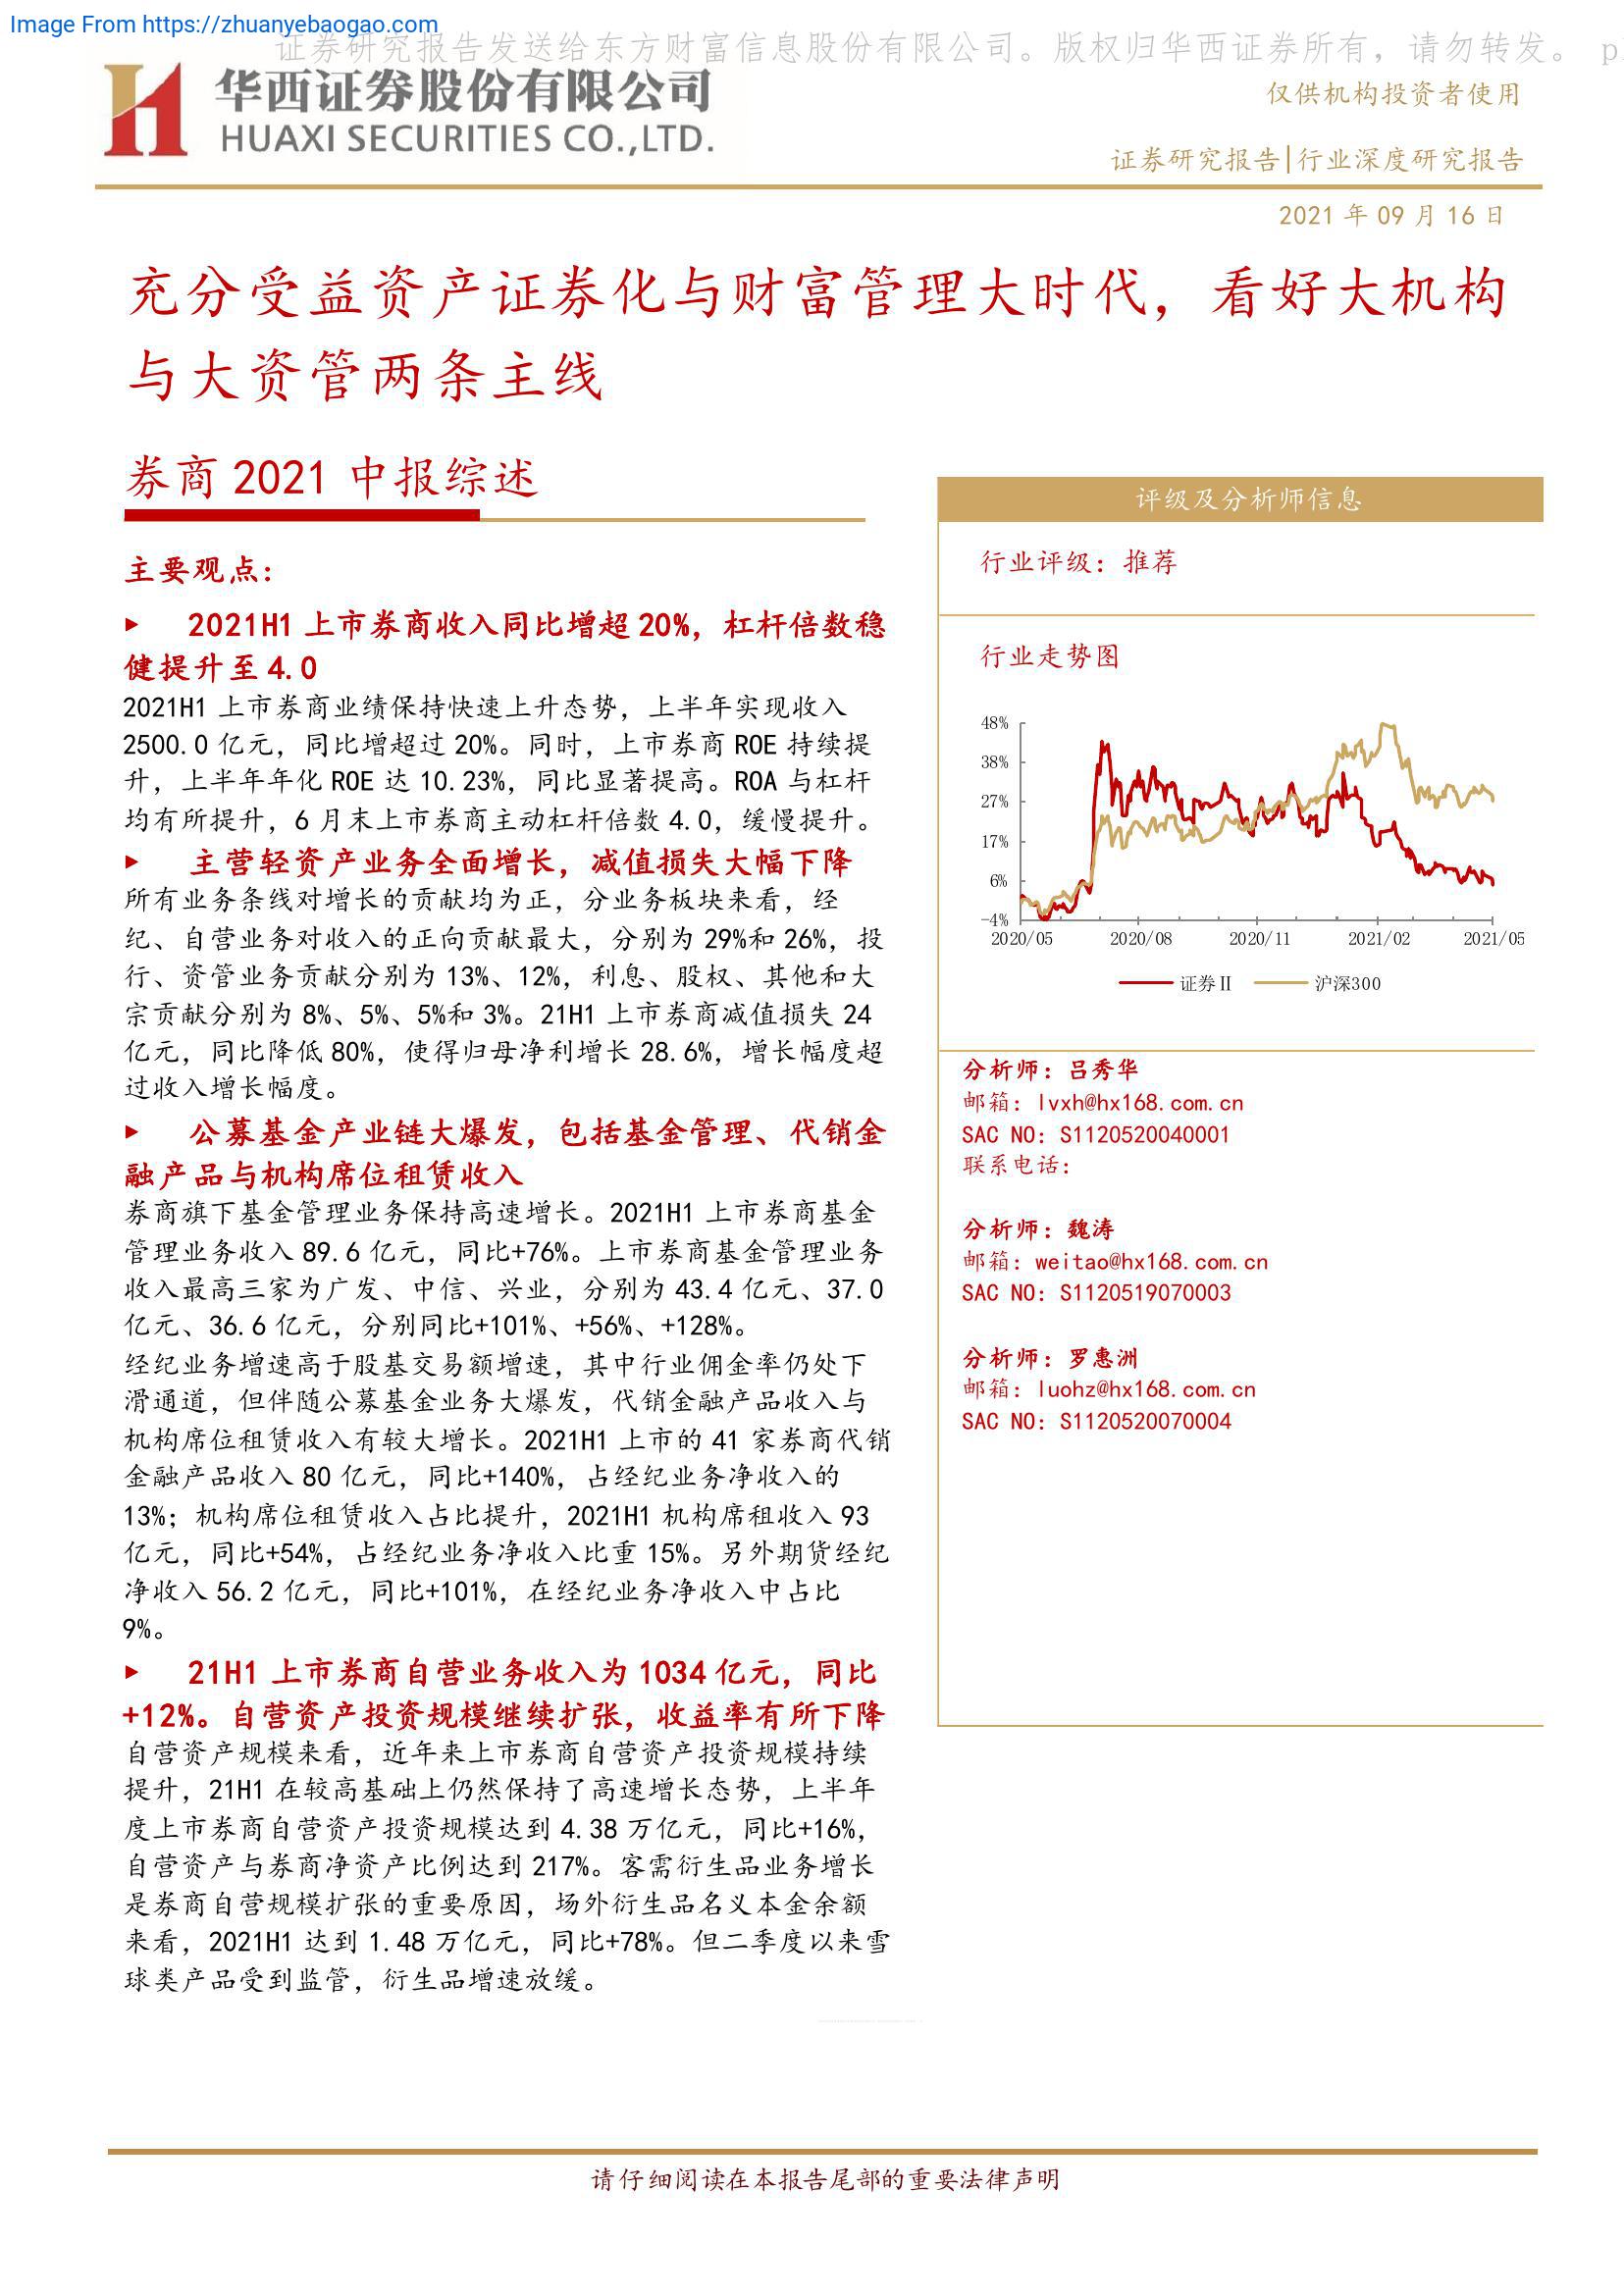 Image From https://zhuanyebaogao.com
证券研究报告发送给东方财富信息股份有限公司。版权归华西证券所有，请勿转发。 p
华西证券股份有限公司
HUAXI SECURITIES CO.,LTD.
仅供机构投资者使用
证券研究报告|行业深度研究报告
2021 年 09 月 16 日
充分受益资产证券化与财富管理大时代，看好大机构
与大资管两条主线
券商 2021 中报综述
主要观点：
▶ 2021H1 上市券商收入同比增超 20%，杠杆倍数稳
健提升至 4.0
2021H1 上市券商业绩保持快速上升态势，上半年实现收入
2500.0 亿元，同比增超过 20%。同时，上市券商 ROE 持续提
升，上半年年化 ROE 达 10.23%，同比显著提高。ROA 与杠杆
均有所提升，6 月末上市券商主动杠杆倍数 4.0，缓慢提升。
▶ 主营轻资产业务全面增长，减值损失大幅下降
所有业务条线对增长的贡献均为正，分业务板块来看，经
纪、自营业务对收入的正向贡献最大，分别为 29%和 26%，投
行、资管业务贡献分别为 13%、12%，利息、股权、其他和大
宗贡献分别为 8%、5%、5%和 3%。21H1 上市券商减值损失 24
亿元，同比降低 80%，使得归母净利增长 28.6%，增长幅度超
过收入增长幅度。
▶ 公募基金产业链大爆发，包括基金管理、代销金
融产品与机构席位租赁收入
券商旗下基金管理业务保持高速增长。2021H1 上市券商基金
管理业务收入 89.6 亿元，同比+76%。上市券商基金管理业务
收入最高三家为广发、中信、兴业，分别为 43.4 亿元、37.0
亿元、36.6 亿元，分别同比+101%、+56%、+128%。
经纪业务增速高于股基交易额增速，其中行业佣金率仍处下
滑通道，但伴随公募基金业务大爆发，代销金融产品收入与
机构席位租赁收入有较大增长。2021H1 上市的 41 家券商代销
金融产品收入 80 亿元，同比+140%，占经纪业务净收入的
13%；机构席位租赁收入占比提升，2021H1 机构席租收入 93
亿元，同比+54%，占经纪业务净收入比重 15%。另外期货经纪
净收入 56.2 亿元，同比+101%，在经纪业务净收入中占比
9%。
▶ 21H1 上市券商自营业务收入为 1034 亿元，同比
+12%。自营资产投资规模继续扩张，收益率有所下降
自营资产规模来看，近年来上市券商自营资产投资规模持续
提升，21H1 在较高基础上仍然保持了高速增长态势，上半年
度上市券商自营资产投资规模达到 4.38 万亿元，同比+16%，
自营资产与券商净资产比例达到 217%。客需衍生品业务增长
是券商自营规模扩张的重要原因，场外衍生品名义本金余额
来看，2021H1 达到 1.48 万亿元，同比+78%。但二季度以来雪
球类产品受到监管，衍生品增速放缓。
评级及分析师信息
行业评级：推荐
行业走势图
48%
38%
27%
17%
6%
-4%
2020/05 2020/08 2020/11 2021/02 2021/05
证券Ⅱ 沪深300
分析师：吕秀华
邮箱：lvxh@hx168.com.cn
SAC NO：S1120520040001
联系电话：
分析师：魏涛
邮箱：weitao@hx168.com.cn
SAC NO：S1120519070003
分析师：罗惠洲
邮箱：luohz@hx168.com.cn
SAC NO：S1120520070004
请仔细阅读在本报告尾部的重要法律声明